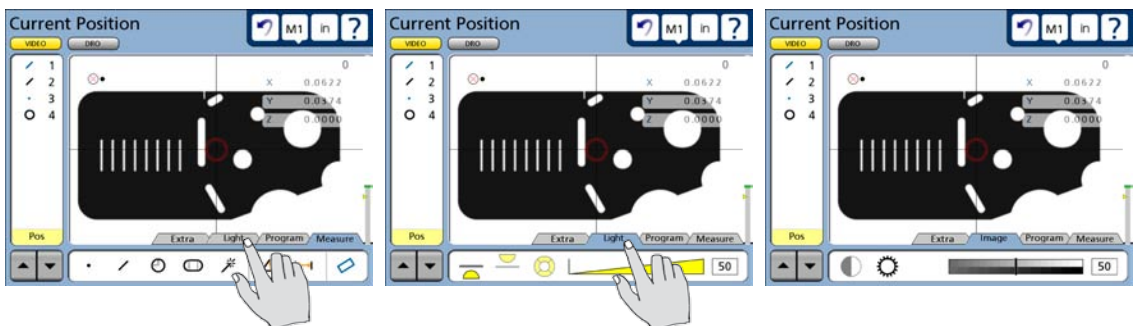 Current Position
M1 in ?
VIDEO DRO
1
2
3
4
0
X 0.0622
Y 0.0374
Z 0.0000
Pos
Extra Light Program Measure
Current Position
M1 in ?
VIDEO DRO
1
2
3
4
0
X 0.0622
Y 0.0374
Z 0.0000
Pos
Extra Light Program Measure
50
Current Position
M1 in ?
VIDEO DRO
1
2
3
4
0
X 0.0622
Y 0.0374
Z 0.0000
Pos
Extra Image Program Measure
50